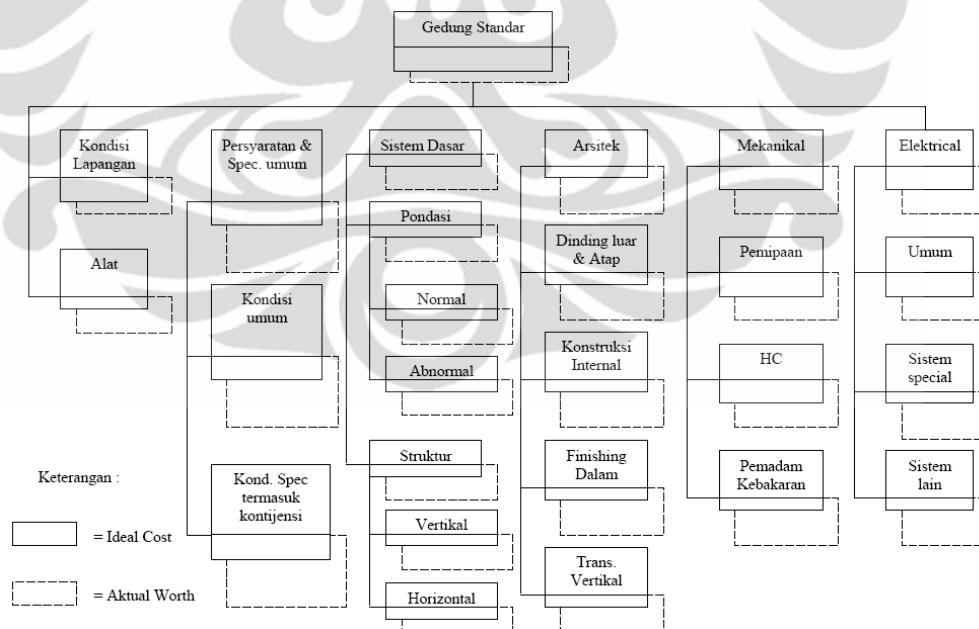 Gedung Standar
Kondisi
Lapangan
Alat
Persyaratan &
Spec. umum
Kondisi
umum
Kond. Spec
termasuk
kontijensi
Sistem Dasar
Pondasi
Normal
Abnormal
Struktur
Vertikal
Horizontal
Arsitek
Dinding luar
& Atap
Konstruksi
Internal
Finishing
Dalam
Trans.
Vertikal
Mekanikal
Pemipaan
HC
Pemadam
Kebakaran
Elektrical
Umum
Sistem
special
Sistem
lain
Keterangan :
= Ideal Cost
= Aktual Worth